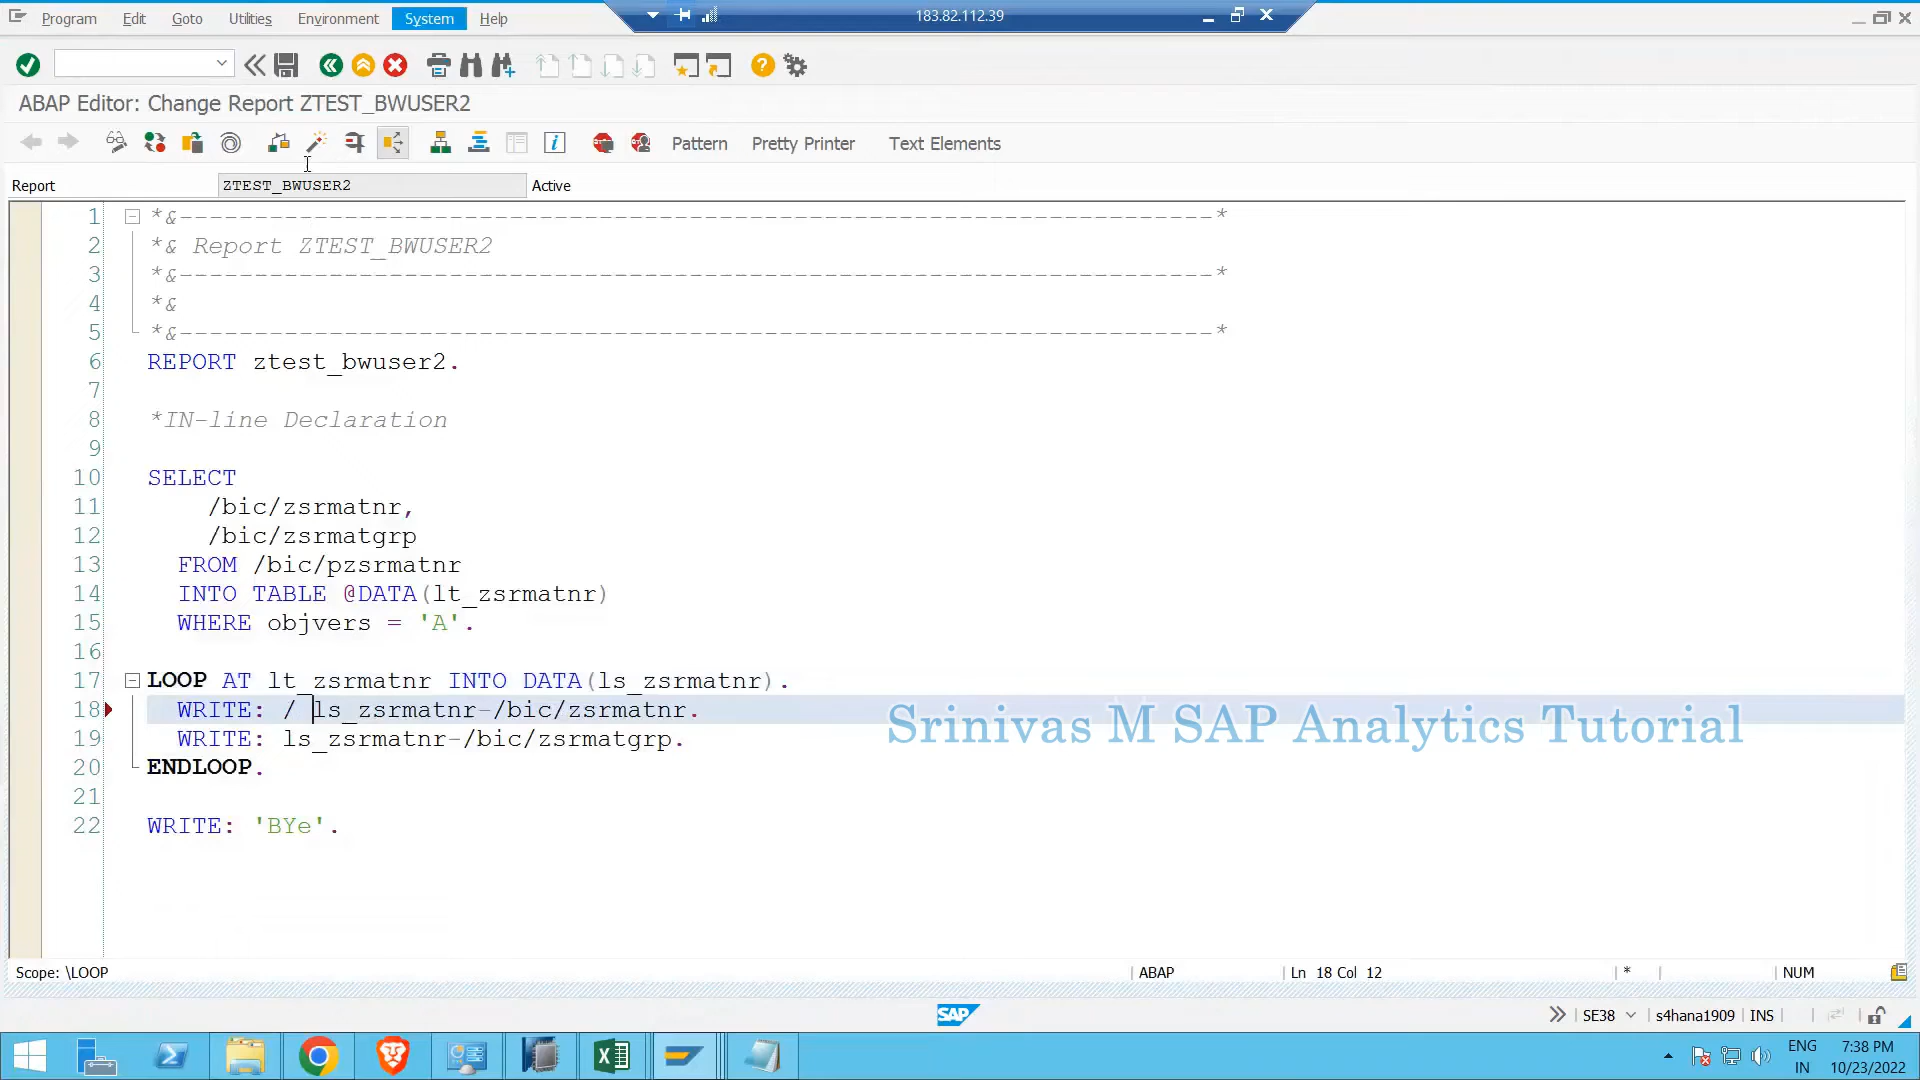 Program Edit Goto Utilities Environment System Help
183.82.112.39
ABAP Editor: Change Report ZTEST_BWUSER2
Pattern Pretty Printer Text Elements
Report ZTEST_BWUSER2 Active
1 *&---------------------------------------------------------------------*
2 *& Report ZTEST_BWUSER2
3 *&---------------------------------------------------------------------*
4 *&
5 *&---------------------------------------------------------------------*
6 REPORT ztest_bwuser2.
7
8 *IN-line Declaration
9
10 SELECT
11 /bic/zsrmatnr,
12 /bic/zsrmatgrp
13 FROM /bic/pzsrmatnr
14 INTO TABLE @DATA(lt_zsrmatnr)
15 WHERE objvers = 'A'.
16
17 LOOP AT lt_zsrmatnr INTO DATA(ls_zsrmatnr).
18 WRITE: / ls_zsrmatnr-/bic/zsrmatnr.
19 WRITE: ls_zsrmatnr-/bic/zsrmatgrp.
20 ENDLOOP.
21
22 WRITE: 'BYe'.
Srinivas M SAP Analytics Tutorial
Scope: \LOOP ABAP Ln 18 Col 12 * NUM
SAP
SE38 s4hana1909 INS
ENG 7:38 PM
IN 10/23/2022